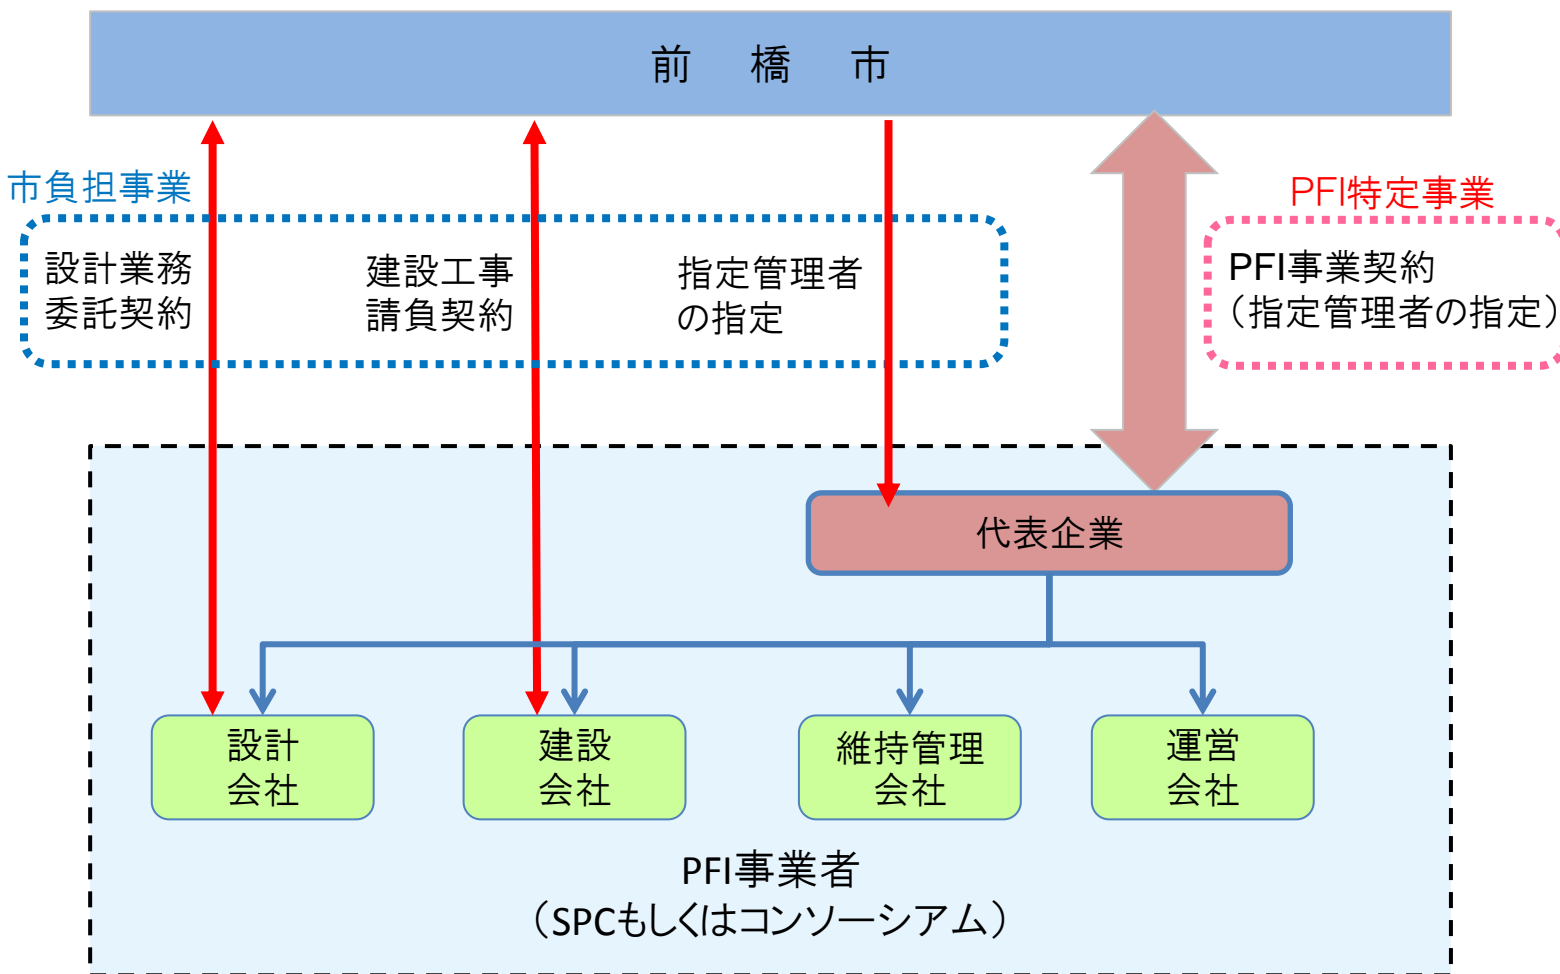 前 橋 市
市負担事業
設計業務
委託契約
建設工事
請負契約
指定管理者
の指定
PFI特定事業
PFI事業契約
（指定管理者の指定）
代表企業
設計
会社
建設
会社
維持管理
会社
運営
会社
PFI事業者
（SPCもしくはコンソーシアム）